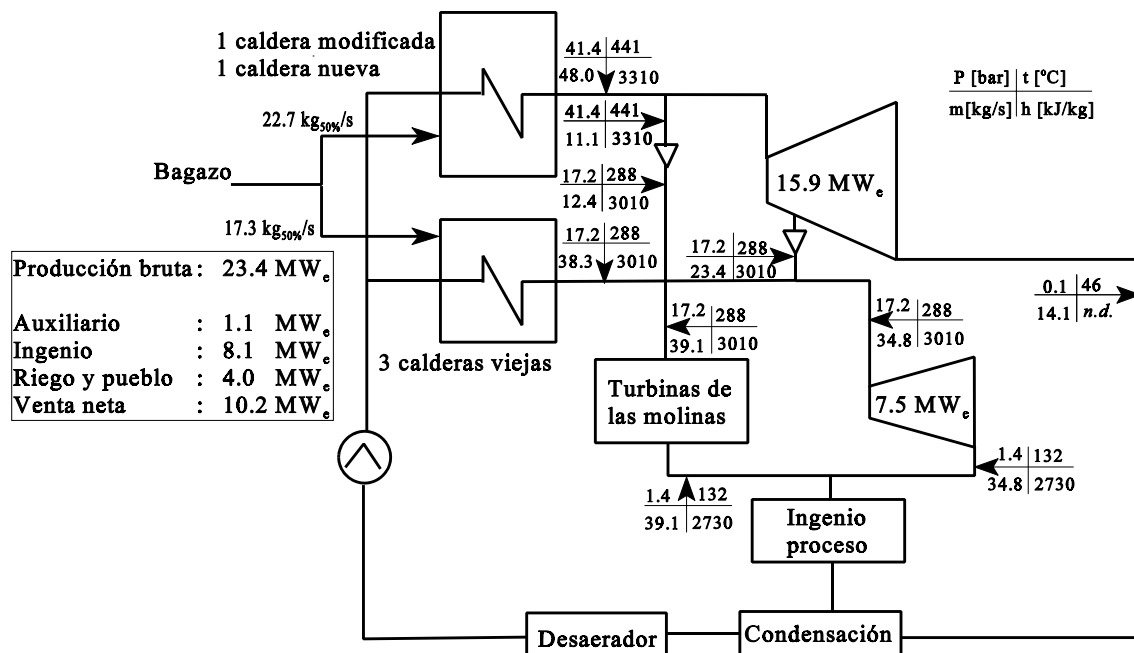 1 caldera modificada
1 caldera nueva
41.4 441
48.0 3310
41.4 441
11.1 3310
P [bar] t [°C]
m[kg/s] h [kJ/kg]
22.7 kg50%/s
Bagazo
17.3 kg50%/s
17.2 288
12.4 3010
15.9 MWe
17.2 288
38.3 3010
17.2 288
23.4 3010
0.1 46
14.1 n.d.
Producción bruta : 23.4 MWe
Auxiliario : 1.1 MWe
Ingenio : 8.1 MWe
Riego y pueblo : 4.0 MWe
Venta neta : 10.2 MWe
3 calderas viejas
17.2 288
39.1 3010
17.2 288
34.8 3010
Turbinas de
las molinas
7.5 MWe
1.4 132
34.8 2730
1.4 132
39.1 2730
Ingenio
proceso
Desaerador
Condensación